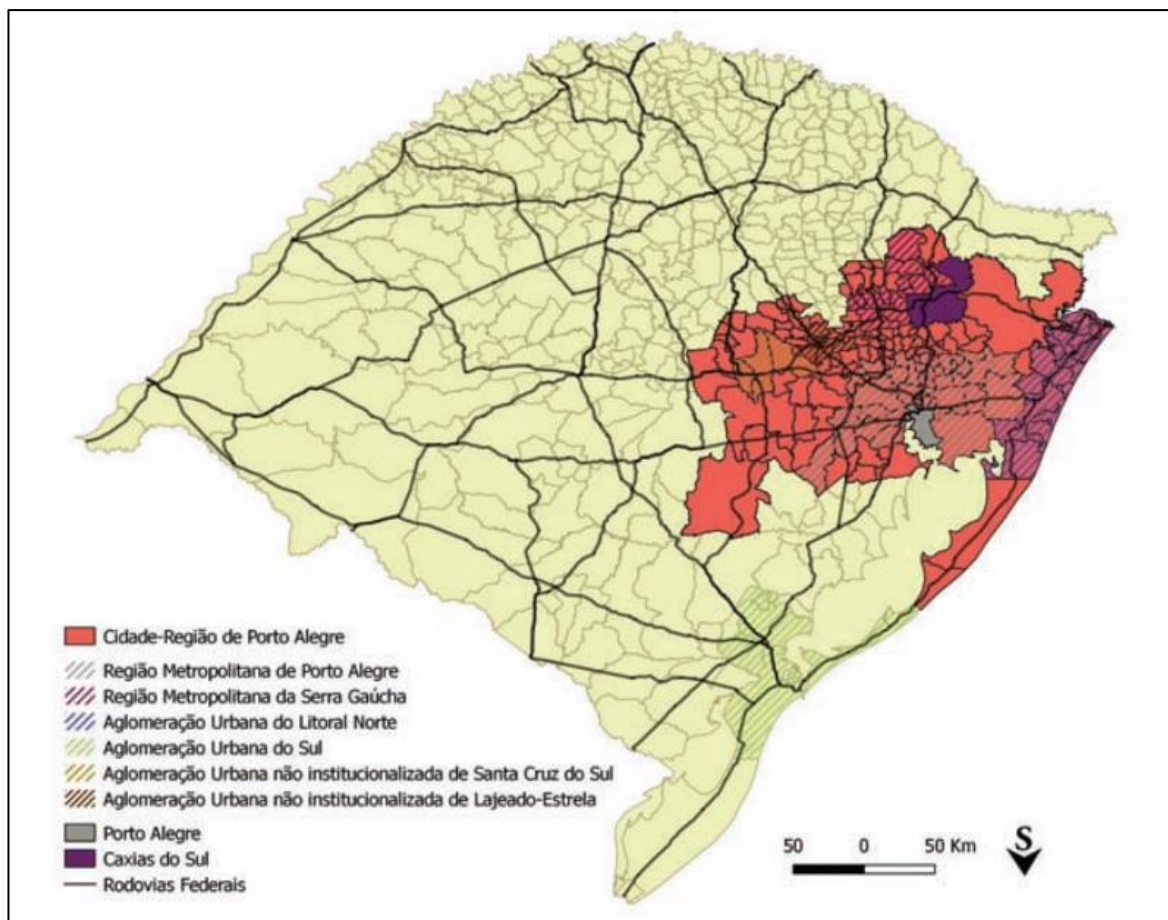 Cidade-Região de Porto Alegre
Região Metropolitana de Porto Alegre
Região Metropolitana da Serra Gaúcha
Aglomeração Urbana do Litoral Norte
Aglomeração Urbana do Sul
Aglomeração Urbana não institucionalizada de Santa Cruz do Sul
Aglomeração Urbana não institucionalizada de Lajeado-Estrela
Porto Alegre
Caxias do Sul
Rodovias Federais
50 0 50 Km
S